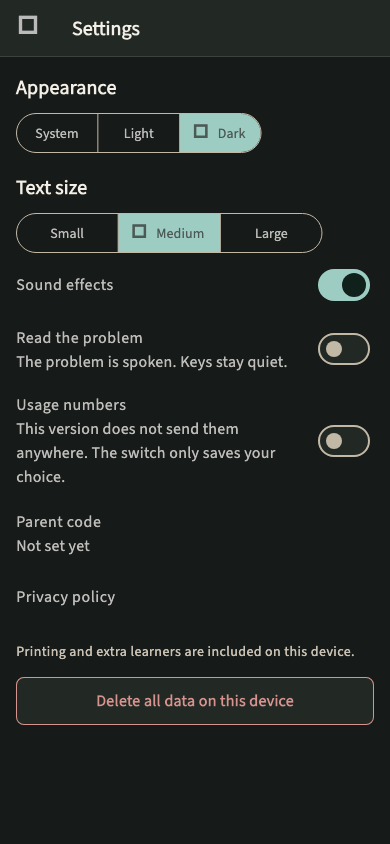 Settings
Appearance
System
Light
Dark
Text size
Small
Medium
Large
Sound effects
Read the problem
The problem is spoken. Keys stay quiet.
Usage numbers
This version does not send them
anywhere. The switch only saves your
choice.
Parent code
Not set yet
Privacy policy
Printing and extra learners are included on this device.
Delete all data on this device